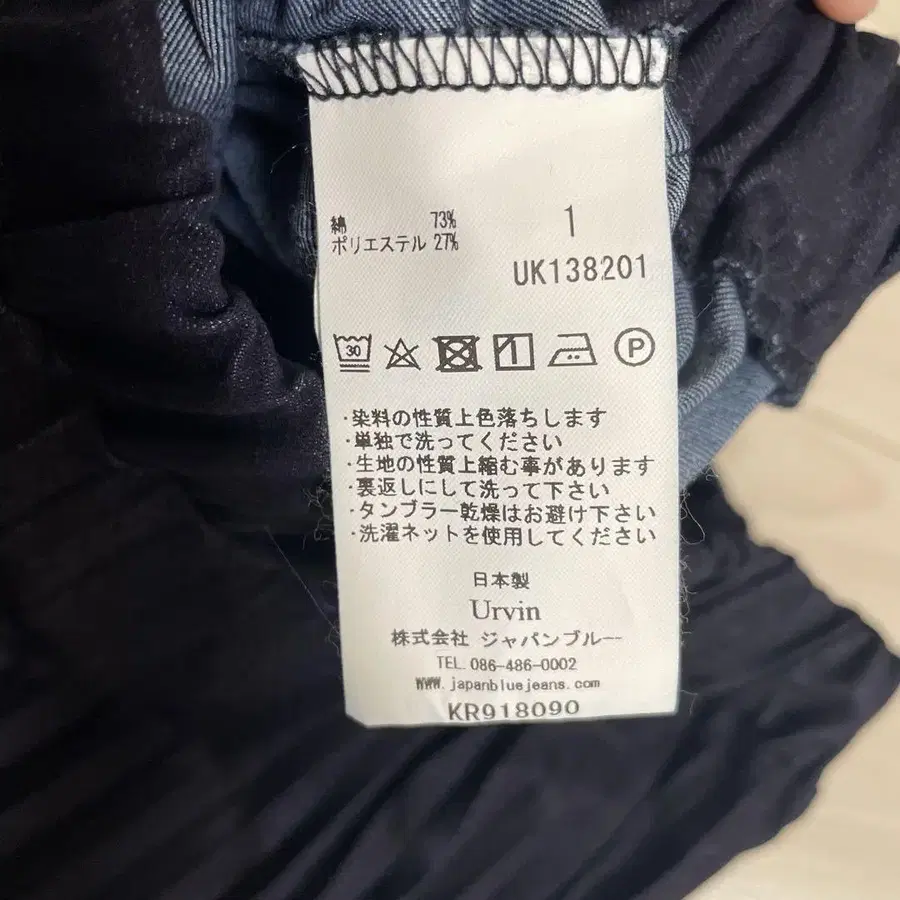 綿 73%
ポリエステル 27%
1
UK138201
30
P
·染料の性質上色落ちします
·単独で洗ってください
·生地の性質上縮む事があります
·裏返しにして洗って下さい
·タンブラー乾燥はお避け下さい
·洗濯ネットを使用してください
日本製
Urvin
株式会社 ジャパンブルー
TEL. 086-486-0002
www.japanbluejeans.com
KR918090